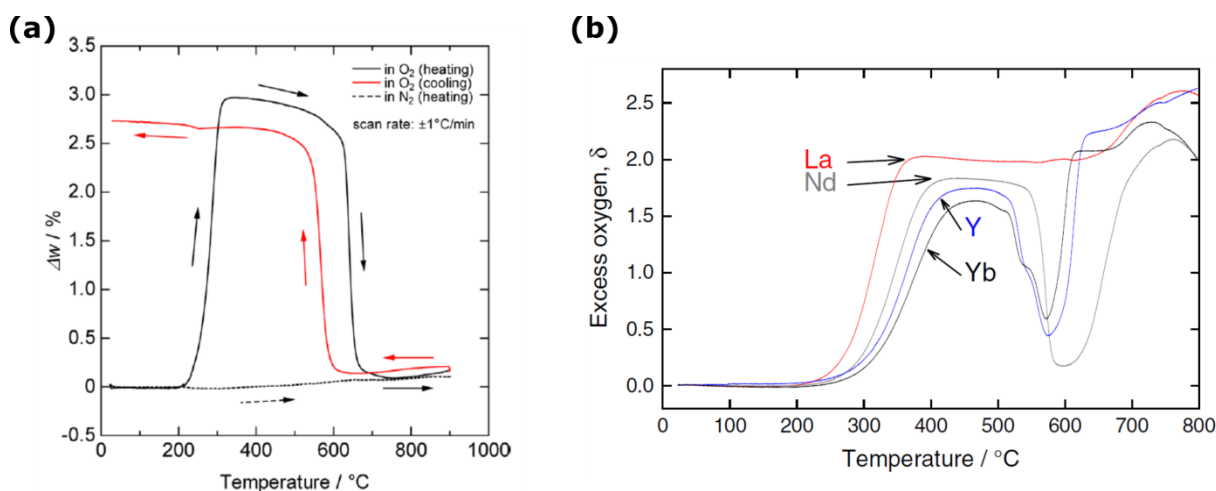 (a)
3.5
3.0
2.5
2.0
1.5
1.0
0.5
0
-0.5
Δw / %
in O2 (heating)
in O2 (cooling)
in N2 (heating)
scan rate: ±1°C/min
0 200 400 600 800 1000
Temperature / °C
(b)
2.5
2.0
1.5
1.0
0.5
0.0
Excess oxygen, δ
La
Nd
Y
Yb
100 200 300 400 500 600 700 800
Temperature / °C